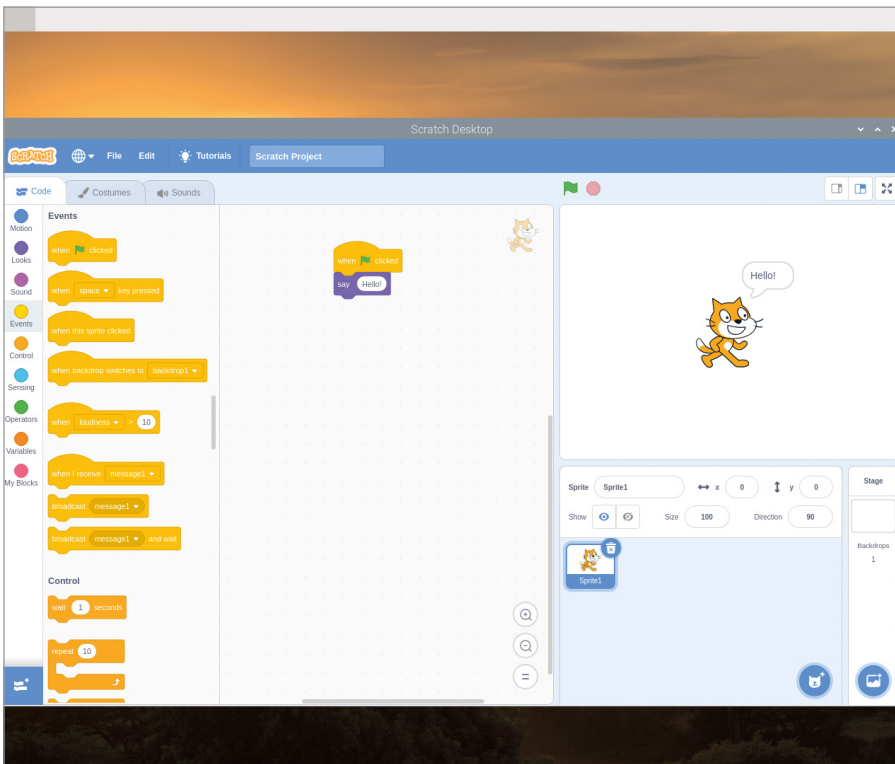 Scratch Desktop
SCRATCH File Edit Tutorials Scratch Project
Code Costumes Sounds
Motion
Looks
Sound
Events
Control
Sensing
Operators
Variables
My Blocks
Events
when clicked
when space key pressed
when this sprite clicked
when backdrop switches to backdrop1
when loudness > 10
when I receive message1
broadcast message1
broadcast message1 and wait
Control
wait 1 seconds
repeat 10
when clicked
say Hello!
Hello!
Sprite Sprite1 x 0 y 0
Show Size 100 Direction 90
Sprite1
Stage
Backdrops
1